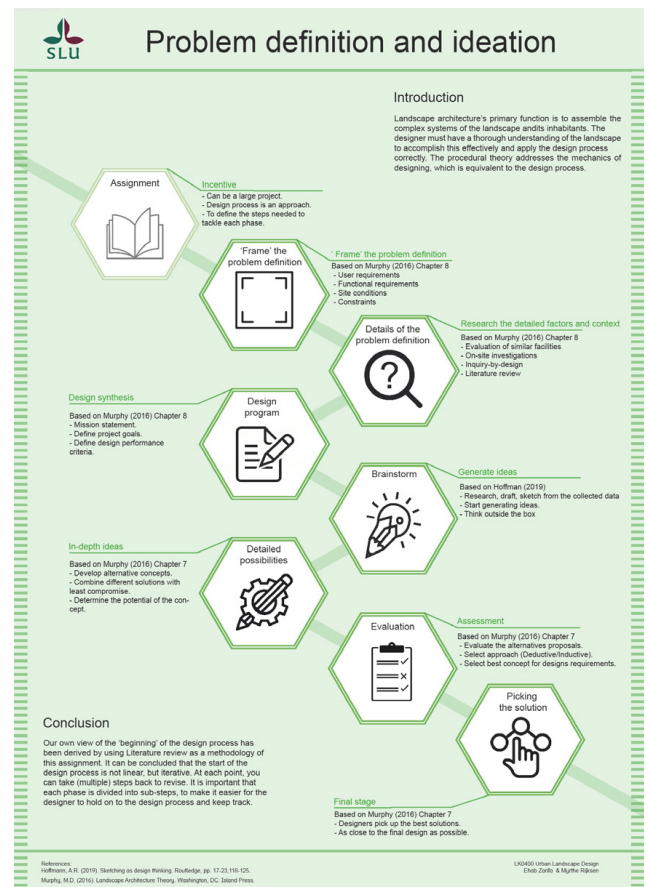 SLU
Problem definition and ideation
Introduction
Landscape architecture's primary function is to assemble the
complex systems of the landscape andits inhabitants. The
designer must have a thorough understanding of the landscape
to accomplish this effectively and apply the design process
correctly. The procedural theory addresses the mechanics of
designing, which is equivalent to the design process.
Assignment
Incentive
- Can be a large project.
- Design process is an approach.
- To define the steps needed to
tackle each phase.
'Frame' the
problem definition
' Frame' the problem definition
Based on Murphy (2016) Chapter 8
- User requirements
- Functional requirements
- Site conditions
- Constraints
Details of the
problem definition
Research the detailed factors and context
Based on Murphy (2016) Chapter 8
- Evaluation of similar facilities
- On-site investigations
- Inquiry-by-design
- Literature review
Design synthesis
Based on Murphy (2016) Chapter 8
- Mission statement.
- Define project goals.
- Define design performance
criteria.
Design
program
Brainstorm
Generate ideas
Based on Hoffman (2019)
- Research, draft, sketch from the collected data
- Start generating ideas.
- Think outside the box
In-depth ideas
Based on Murphy (2016) Chapter 7
- Develop alternative concepts.
- Combine different solutions with
least compromise.
- Determine the potential of the con-
cept.
Detailed
possibilities
Evaluation
Assessment
Based on Murphy (2016) Chapter 7
- Evaluate the alternatives proposals.
- Select approach (Deductive/Inductive).
- Select best concept for designs requirements.
Picking
the solution
Conclusion
Our own view of the 'beginning' of the design process has
been derived by using Literature review as a methodology of
this assignment. It can be concluded that the start of the
design process is not linear, but iterative. At each point, you
can take (multiple) steps back to revise. It is important that
each phase is divided into sub-steps, to make it easier for the
designer to hold on to the design process and keep track.
Final stage
Based on Murphy (2016) Chapter 7
- Designers pick up the best solutions.
- As close to the final design as possible.
References:
Hoffmann, A.R. (2019). Sketching as design thinking. Routledge, pp. 17-23,116-125.
Murphy, M.D. (2016). Landscape Architecture Theory. Washington, DC: Island Press.
LK0400 Urban Landscape Design
Ehab Zonfo & Myrthe Rijksen